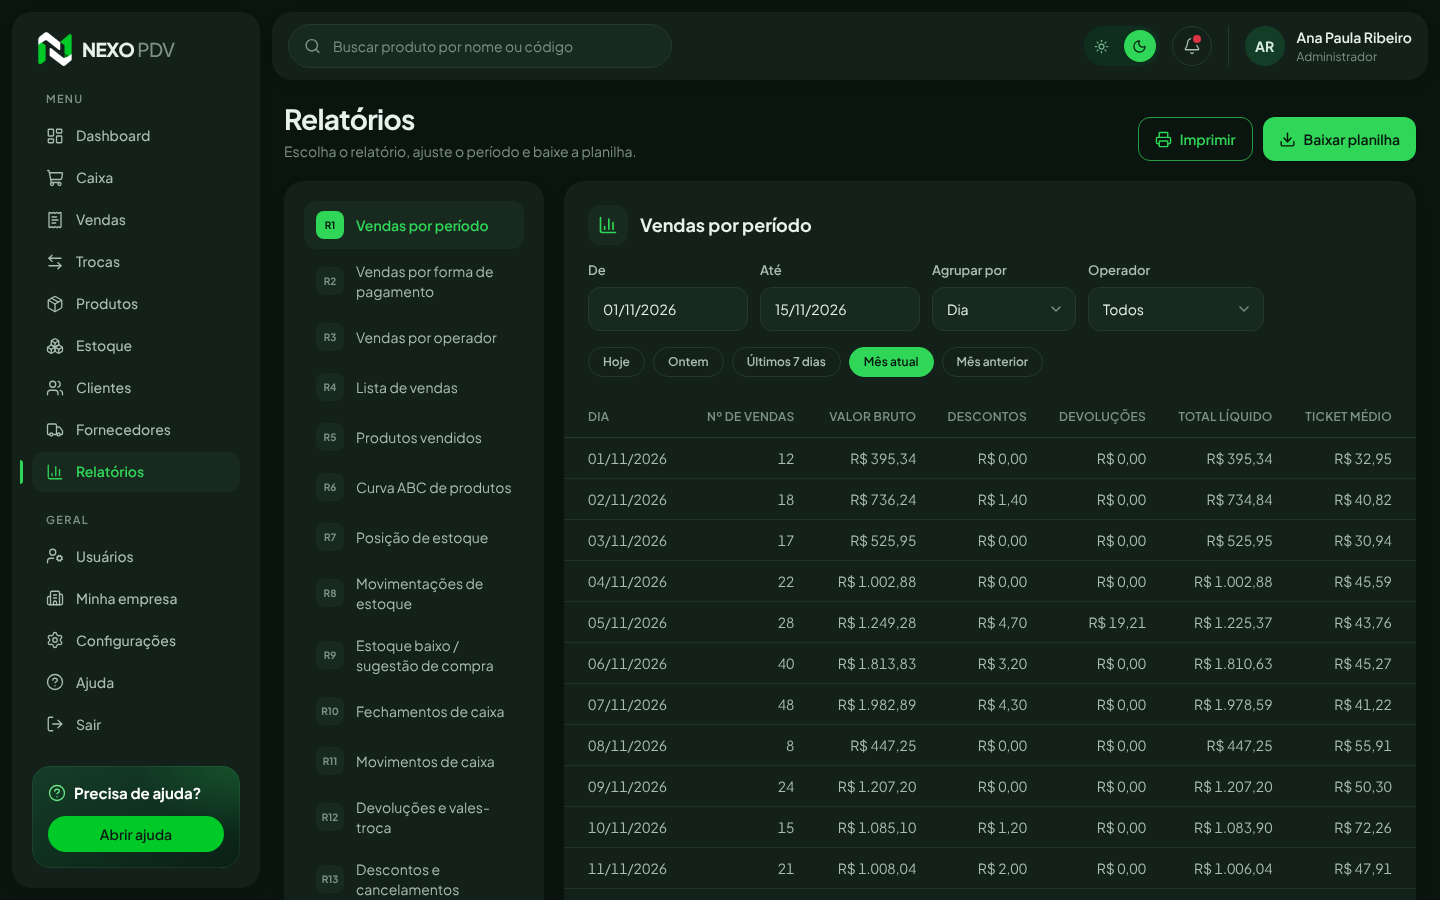 NEXO PDV
MENU
Dashboard
Caixa
Vendas
Trocas
Produtos
Estoque
Clientes
Fornecedores
Relatórios
GERAL
Usuários
Minha empresa
Configurações
Ajuda
Sair
Precisa de ajuda?
Abrir ajuda
Buscar produto por nome ou código
AR
Ana Paula Ribeiro
Administrador
Relatórios
Escolha o relatório, ajuste o período e baixe a planilha.
Imprimir
Baixar planilha
R1 Vendas por período
R2 Vendas por forma de
pagamento
R3 Vendas por operador
R4 Lista de vendas
R5 Produtos vendidos
R6 Curva ABC de produtos
R7 Posição de estoque
R8 Movimentações de
estoque
R9 Estoque baixo /
sugestão de compra
R10 Fechamentos de caixa
R11 Movimentos de caixa
R12 Devoluções e vales-
troca
R13 Descontos e
cancelamentos
Vendas por período
De Até Agrupar por Operador
01/11/2026 15/11/2026 Dia Todos
Hoje Ontem Últimos 7 dias Mês atual Mês anterior
DIA Nº DE VENDAS VALOR BRUTO DESCONTOS DEVOLUÇÕES TOTAL LÍQUIDO TICKET MÉDIO
01/11/2026 12 R$ 395,34 R$ 0,00 R$ 0,00 R$ 395,34 R$ 32,95
02/11/2026 18 R$ 736,24 R$ 1,40 R$ 0,00 R$ 734,84 R$ 40,82
03/11/2026 17 R$ 525,95 R$ 0,00 R$ 0,00 R$ 525,95 R$ 30,94
04/11/2026 22 R$ 1.002,88 R$ 0,00 R$ 0,00 R$ 1.002,88 R$ 45,59
05/11/2026 28 R$ 1.249,28 R$ 4,70 R$ 19,21 R$ 1.225,37 R$ 43,76
06/11/2026 40 R$ 1.813,83 R$ 3,20 R$ 0,00 R$ 1.810,63 R$ 45,27
07/11/2026 48 R$ 1.982,89 R$ 4,30 R$ 0,00 R$ 1.978,59 R$ 41,22
08/11/2026 8 R$ 447,25 R$ 0,00 R$ 0,00 R$ 447,25 R$ 55,91
09/11/2026 24 R$ 1.207,20 R$ 0,00 R$ 0,00 R$ 1.207,20 R$ 50,30
10/11/2026 15 R$ 1.085,10 R$ 1,20 R$ 0,00 R$ 1.083,90 R$ 72,26
11/11/2026 21 R$ 1.008,04 R$ 2,00 R$ 0,00 R$ 1.006,04 R$ 47,91